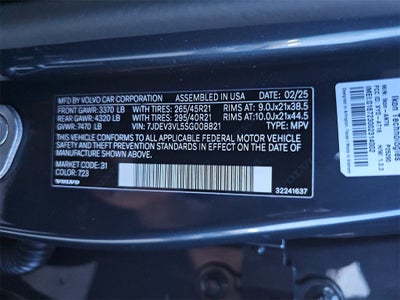 MFD BY VOLVO CAR CORPORATION ASSEMBLED IN USA 02/25
FRONT GAWR: 3370 LB WITH TIRES: 265/45R21 RIMS AT: 9.0Jx21x38.5
REAR GAWR: 4320 LB WITH TIRES: 295/40R21 RIMS AT: 10.0Jx21x44.5
GVWR: 7470 LB VIN: 7JDEV3VL5SG008821 TYPE: MPV
THIS VEHICLE CONFORMS TO ALL APPLICABLE FEDERAL MOTOR VEHICLE
SAFETY AND THEFT PREVENTION STANDARDS IN EFFECT ON THE DATE
OF MANUFACTURE SHOWN ABOVE.
MARKET: 31
COLOR: 723
VOLVO
32241637
Ikon Technologies